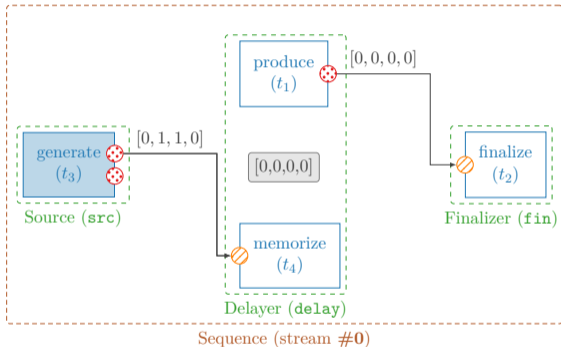 produce
(t₁)
[0, 0, 0, 0]
[0, 1, 1, 0]
generate
(t₃)
finalize
(t₂)
[0,0,0,0]
Source (src)
Finalizer (fin)
memorize
(t₄)
Delayer (delay)
Sequence (stream #0)